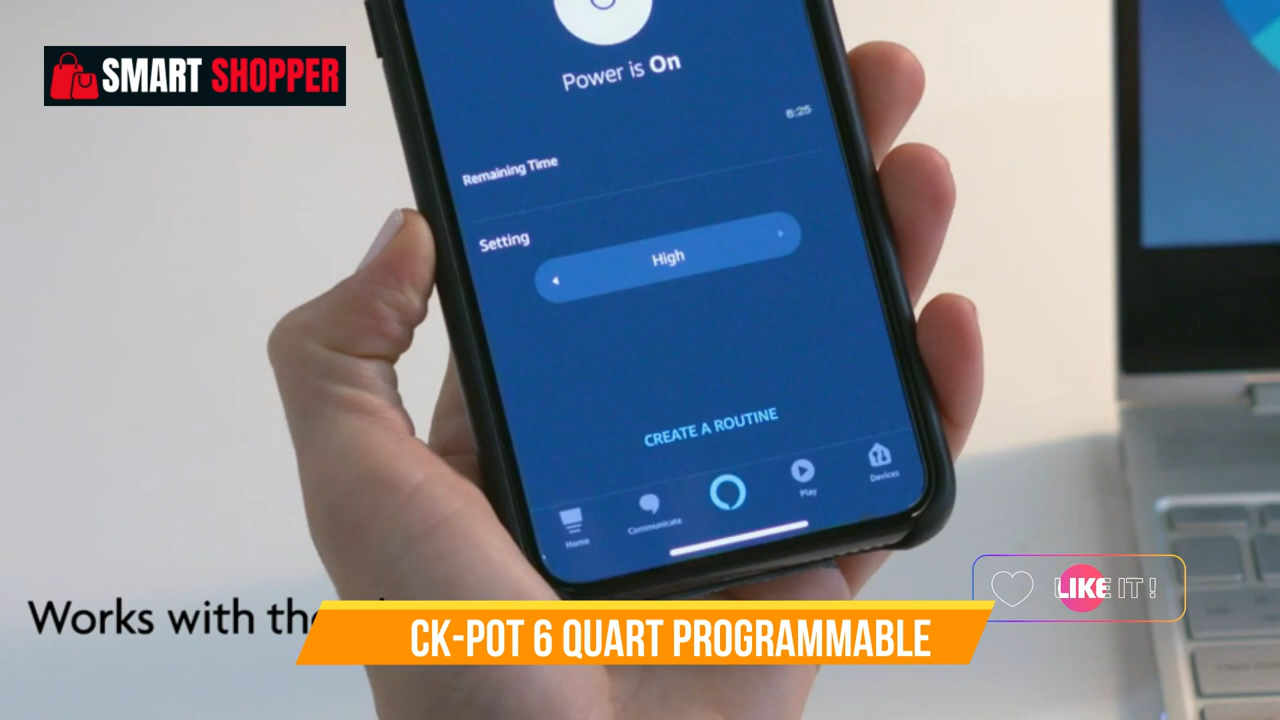 SMART SHOPPER
Power is On
Remaining Time
6:25
Setting
High
CREATE A ROUTINE
Home
Communicate
Play
Devices
Works with the
CK-POT 6 QUART PROGRAMMABLE
LIKE IT!